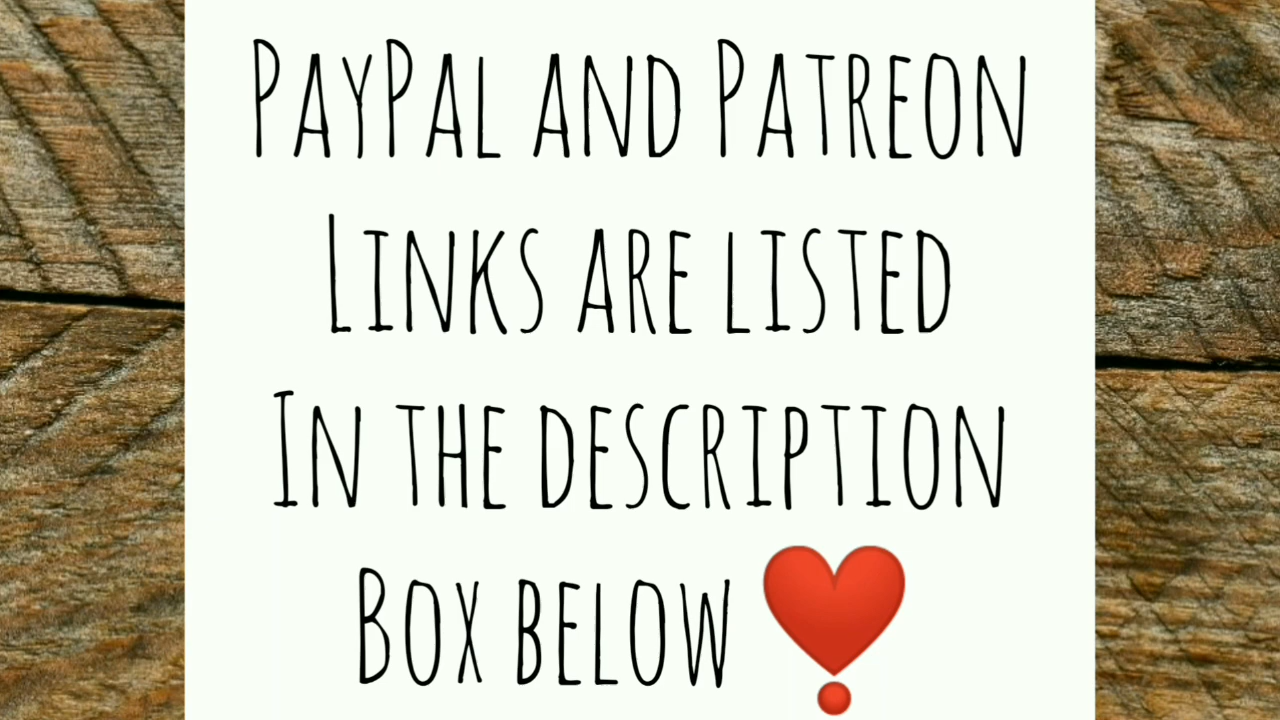 PayPal and Patreon
Links are listed
In the description
Box below ❣️